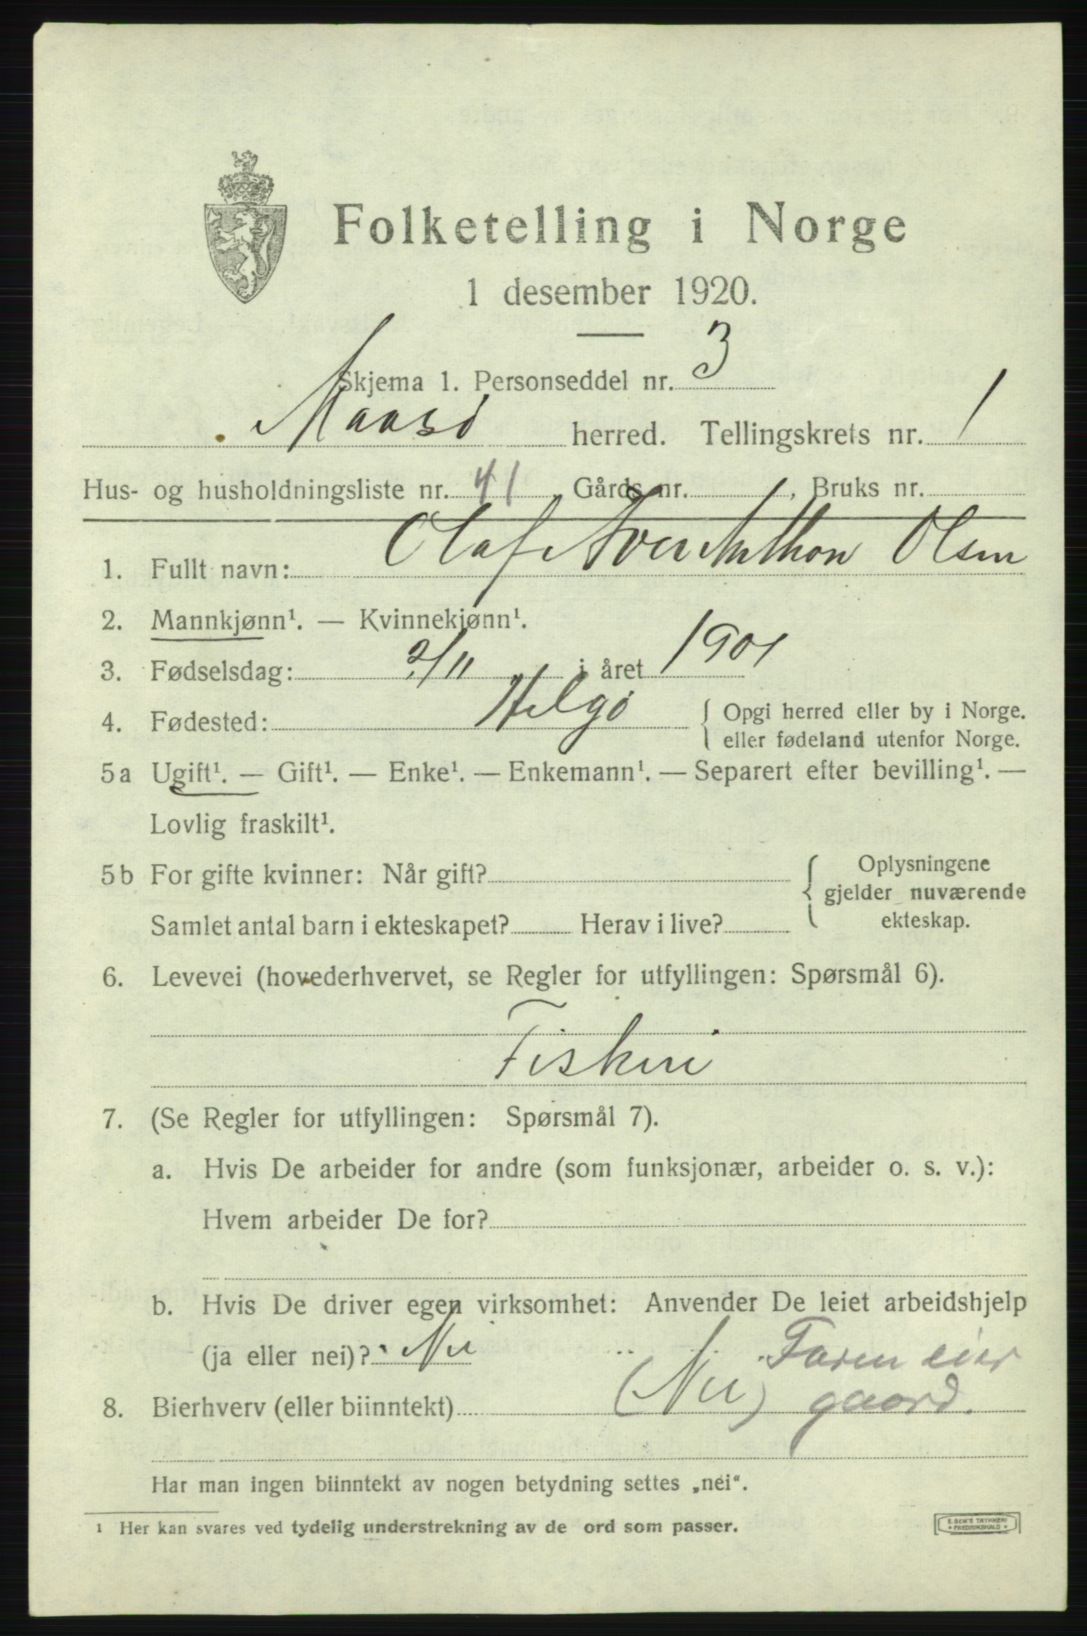 Folketelling i Norge
1 desember 1920.
Skjema 1. Personseddel nr. 3
Maasø herred. Tellingskrets nr. 1
Hus- og husholdningsliste nr. 41 Gårds nr. , Bruks nr.
1. Fullt navn: Olaf Iver Anthon Olsen
2. Mannkjønn¹. — Kvinnekjønn¹.
3. Fødselsdag: 2/11 i året 1901
4. Fødested: Helgø { Opgi herred eller by i Norge.
eller fødeland utenfor Norge.
5a Ugift¹. — Gift¹. — Enke¹. — Enkemann¹. — Separert efter bevilling¹. —
Lovlig fraskilt¹.
5b For gifte kvinner: Når gift? { Oplysningene
gjelder nuværende
Samlet antal barn i ekteskapet? Herav i live? ekteskap.
6. Levevei (hovederhvervet, se Regler for utfyllingen: Spørsmål 6).
Fiskeri
7. (Se Regler for utfyllingen: Spørsmål 7).
a. Hvis De arbeider for andre (som funksjonær, arbeider o. s. v.):
Hvem arbeider De for?
b. Hvis De driver egen virksomhet: Anvender De leiet arbeidshjelp
(ja eller nei)? Nei Faren eier
8. Bierhverv (eller biinntekt) (Nei) gaard.
Har man ingen biinntekt av nogen betydning settes „nei“.
¹ Her kan svares ved tydelig understrekning av de ord som passer.
E. SEM'S TRYKKERI
FREDRIKSHALD